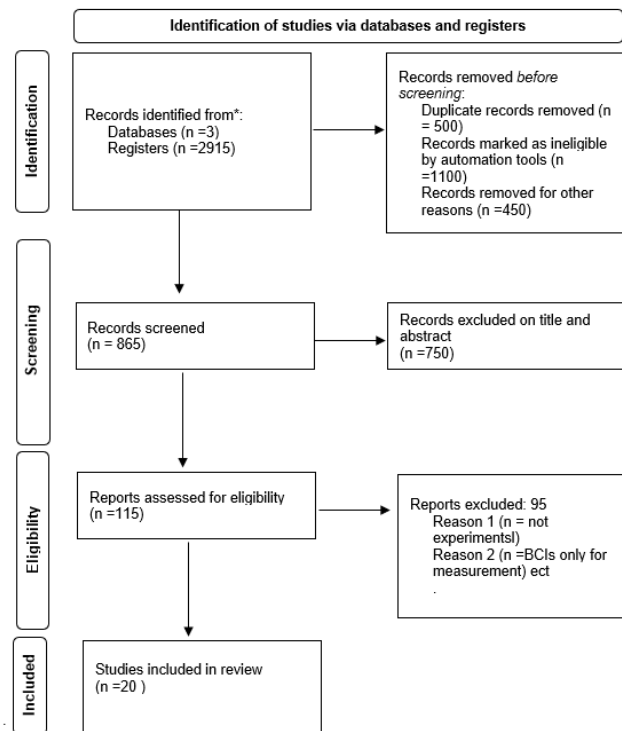 Identification of studies via databases and registers
Identification
Records identified from*:
Databases (n =3)
Registers (n =2915)
Records removed before
screening:
Duplicate records removed (n
= 500)
Records marked as ineligible
by automation tools (n
=1100)
Records removed for other
reasons (n =450)
Screening
Records screened
(n = 865)
Records excluded on title and
abstract
(n =750)
Eligibility
Reports assessed for eligibility
(n =115)
Reports excluded: 95
Reason 1 (n = not
experimentsl)
Reason 2 (n =BCIs only for
measurement) ect
.
Included
Studies included in review
(n =20 )
.